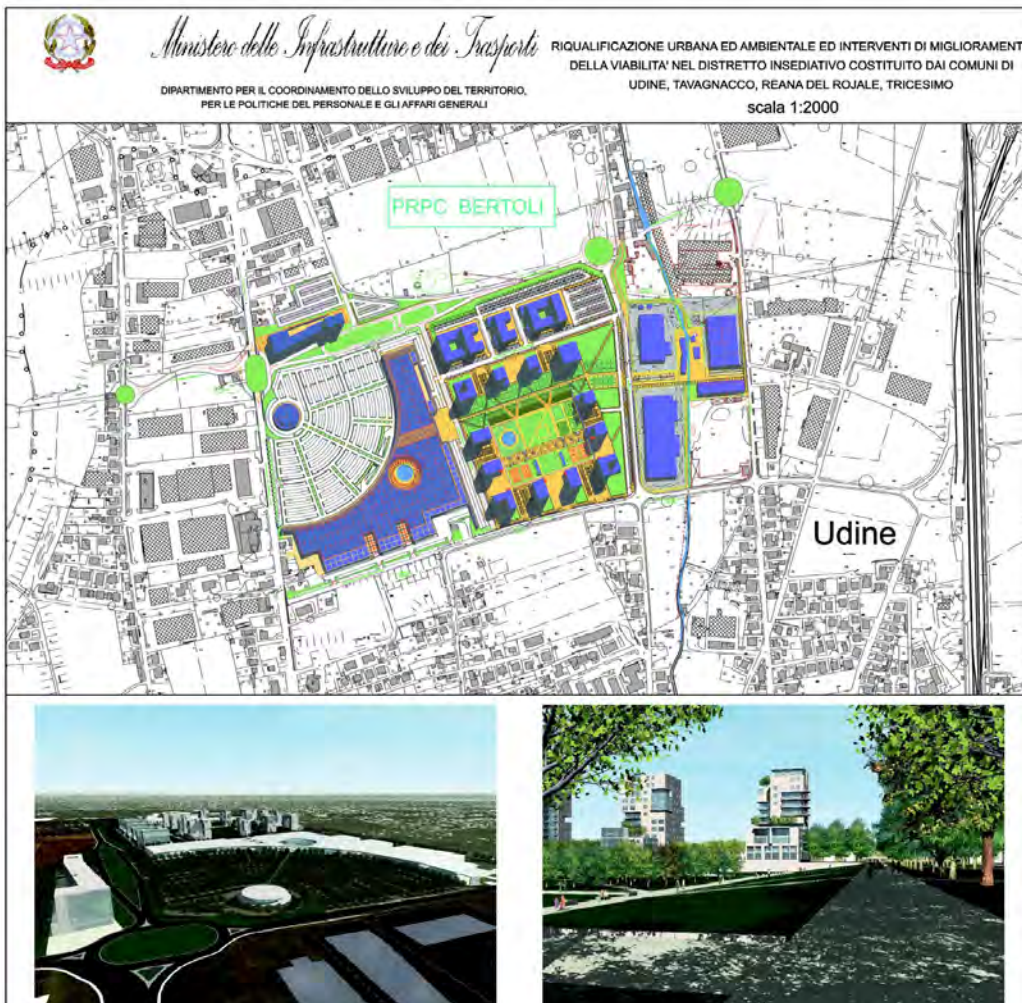 Ministero delle Infrastrutture e dei Trasporti
DIPARTIMENTO PER IL COORDINAMENTO DELLO SVILUPPO DEL TERRITORIO,
PER LE POLITICHE DEL PERSONALE E GLI AFFARI GENERALI
RIQUALIFICAZIONE URBANA ED AMBIENTALE ED INTERVENTI DI MIGLIORAMENT
DELLA VIABILITA' NEL DISTRETTO INSEDIATIVO COSTITUITO DAI COMUNI DI
UDINE, TAVAGNACCO, REANA DEL ROJALE, TRICESIMO
scala 1:2000
PRPC BERTOLI
Udine